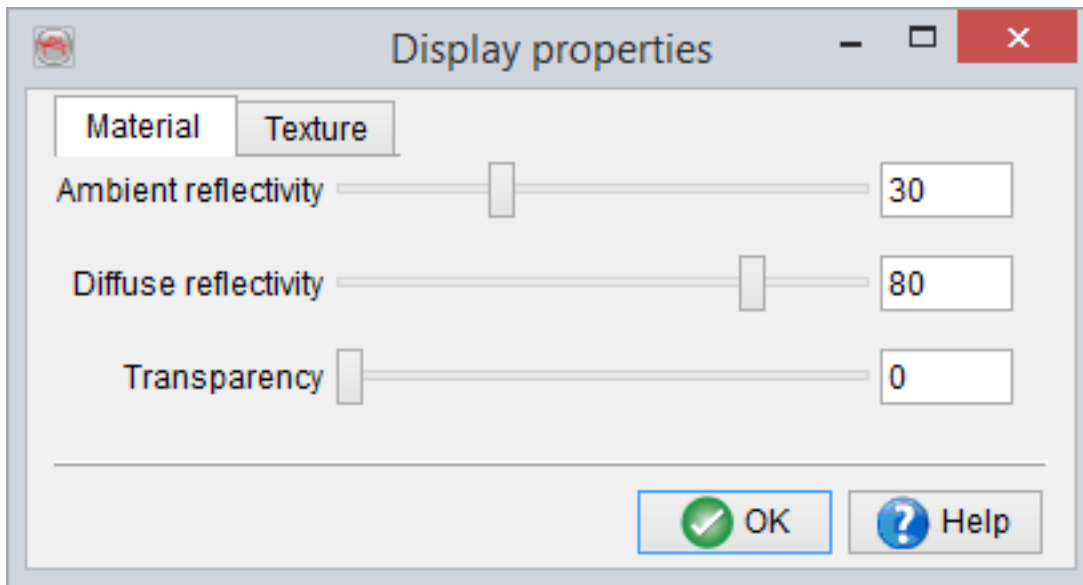 Display properties
Material Texture
Ambient reflectivity 30
Diffuse reflectivity 80
Transparency 0
OK Help